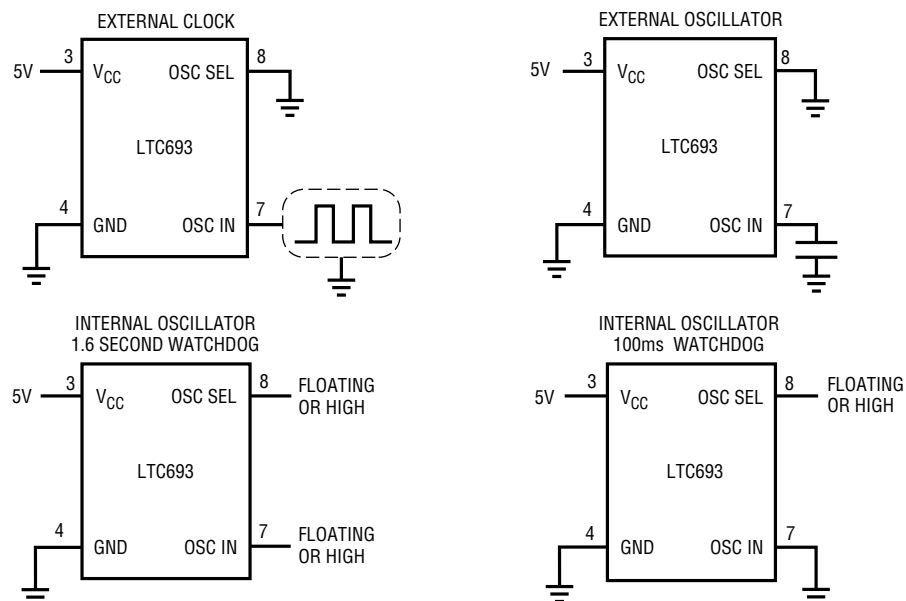 EXTERNAL CLOCK
3
8
5V
VCC
OSC SEL
LTC693
4
7
GND
OSC IN
EXTERNAL OSCILLATOR
3
8
5V
VCC
OSC SEL
LTC693
4
7
GND
OSC IN
INTERNAL OSCILLATOR
1.6 SECOND WATCHDOG
3
8
5V
VCC
OSC SEL
FLOATING
OR HIGH
LTC693
4
7
GND
OSC IN
FLOATING
OR HIGH
INTERNAL OSCILLATOR
100ms WATCHDOG
3
8
5V
VCC
OSC SEL
FLOATING
OR HIGH
LTC693
4
7
GND
OSC IN